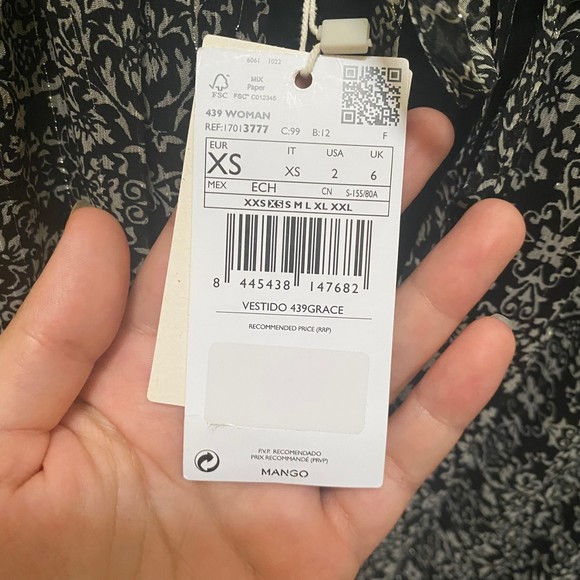 6061 1022
FSC
MIX
Paper
FSC® C012345
439 WOMAN
REF:17013777 C:99 B:12 F
EUR IT USA UK
XS XS 2 6
MEX ECH CN S-155/80A
XXS XS S M L XL XXL
8 445438 147682
VESTIDO 439GRACE
RECOMMENDED PRICE (RRP)
P.V.P. RECOMENDADO
PRIX RECOMMANDÉ (PRVP)
MANGO